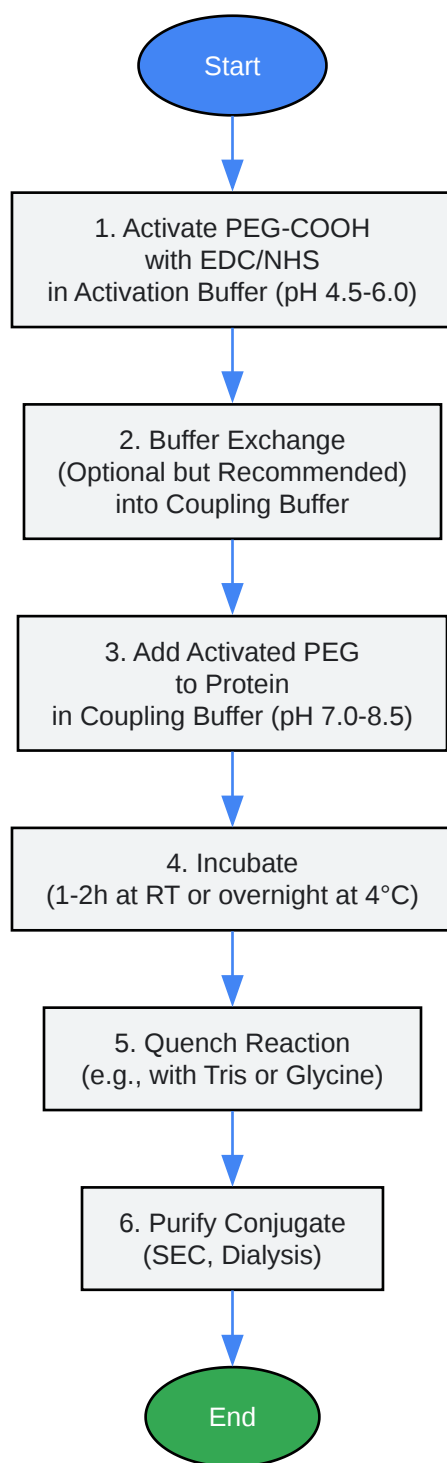 Start
1. Activate PEG-COOH
with EDC/NHS
in Activation Buffer (pH 4.5-6.0)
2. Buffer Exchange
(Optional but Recommended)
into Coupling Buffer
3. Add Activated PEG
to Protein
in Coupling Buffer (pH 7.0-8.5)
4. Incubate
(1-2h at RT or overnight at 4°C)
5. Quench Reaction
(e.g., with Tris or Glycine)
6. Purify Conjugate
(SEC, Dialysis)
End